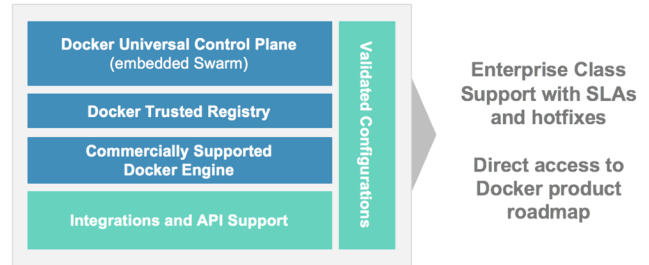 Docker Universal Control Plane
(embedded Swarm)
Docker Trusted Registry
Commercially Supported
Docker Engine
Integrations and API Support
Validated Configurations
Enterprise Class
Support with SLAs
and hotfixes
Direct access to
Docker product
roadmap